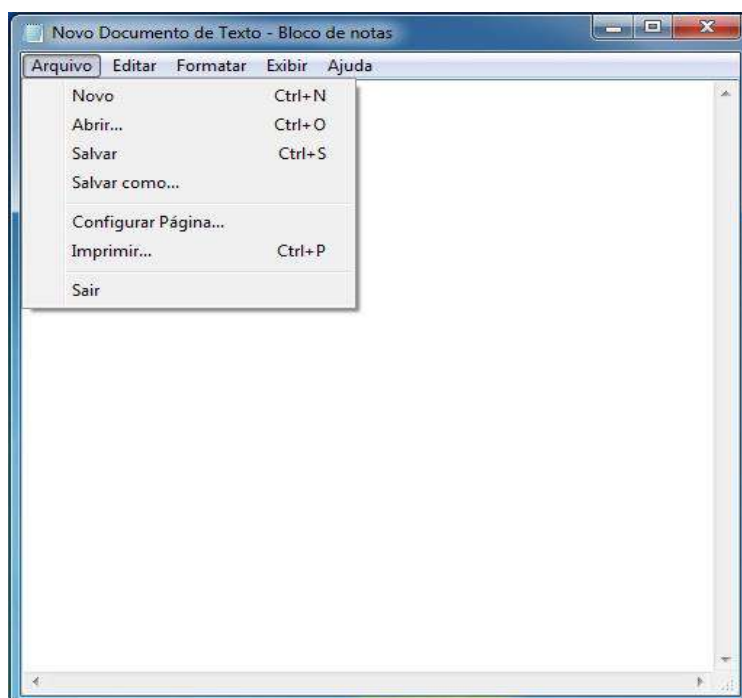 Novo Documento de Texto - Bloco de notas
Arquivo Editar Formatar Exibir Ajuda
Novo Ctrl+N
Abrir... Ctrl+O
Salvar Ctrl+S
Salvar como...
Configurar Página...
Imprimir... Ctrl+P
Sair